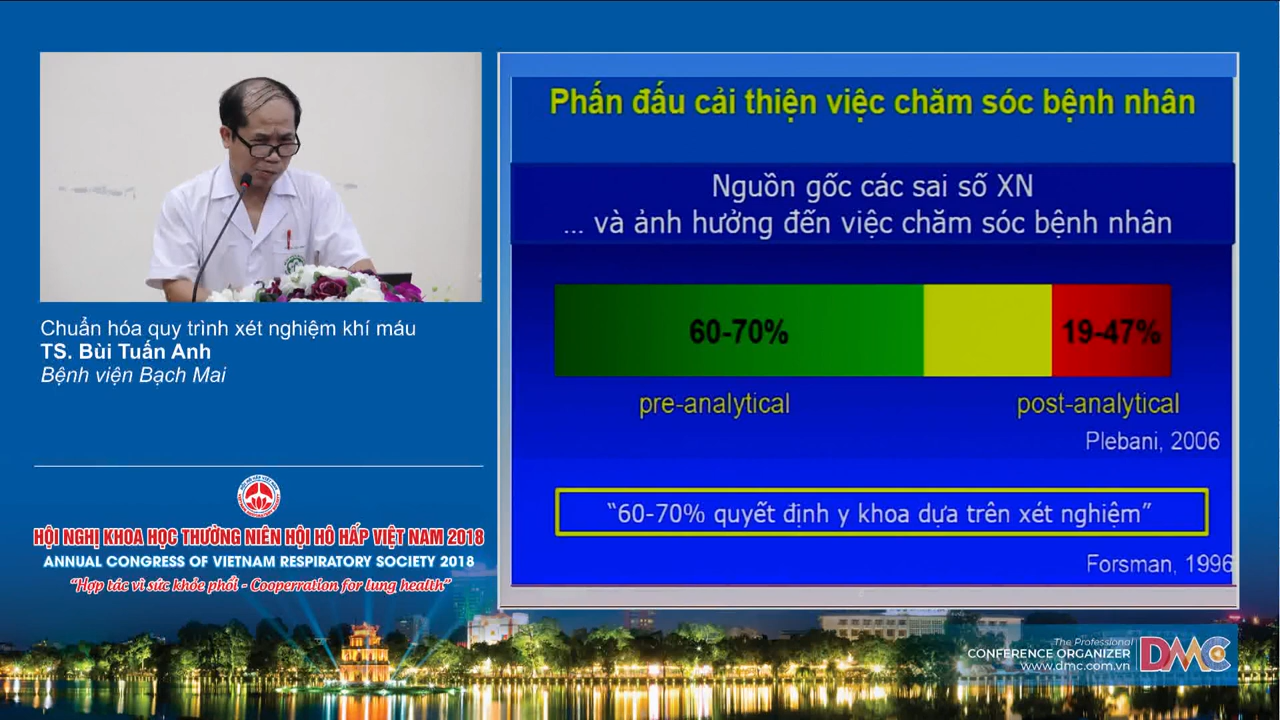 Phấn đấu cải thiện việc chăm sóc bệnh nhân
Nguồn gốc các sai số XN
... và ảnh hưởng đến việc chăm sóc bệnh nhân
60-70%
19-47%
pre-analytical
post-analytical
Plebani, 2006
“60-70% quyết định y khoa dựa trên xét nghiệm”
Forsman, 1996
Chuẩn hóa quy trình xét nghiệm khí máu
TS. Bùi Tuấn Anh
Bệnh viện Bạch Mai
HỘI NGHỊ KHOA HỌC THƯỜNG NIÊN HỘI HÔ HẤP VIỆT NAM 2018
ANNUAL CONGRESS OF VIETNAM RESPIRATORY SOCIETY 2018
“Hợp tác vì sức khỏe phổi - Cooperration for lung health”
The Professional
CONFERENCE ORGANIZER
www.dmc.com.vn
DMC